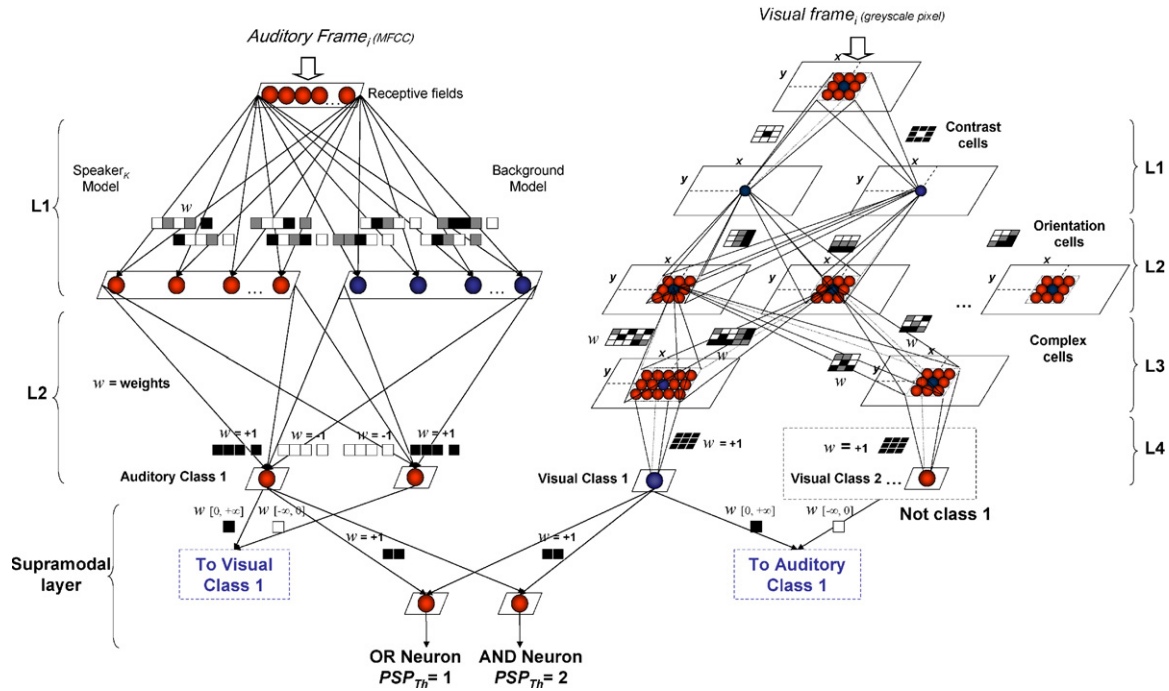 Auditory Frame_j (MFCC)
Visual frame_i (greyscale pixel)
Receptive fields
x
y
L1
Speaker_K Model
Background Model
w
Contrast cells
L1
x
y
x
y
Orientation cells
L2
x
y
x
y
x
...
...
...
L2
w = weights
w
w
w
w
Complex cells
L3
x
y
x
y
w = +1
w = -1
w = -1
w = +1
w = +1
w = +1
L4
Auditory Class 1
Visual Class 1
Visual Class 2 ...
Not class 1
w [0, +∞]
w [-∞, 0]
w [0, +∞]
w [-∞, 0]
Supramodal layer
w = +1
w = +1
To Visual Class 1
To Auditory Class 1
OR Neuron
PSP_Th = 1
AND Neuron
PSP_Th = 2